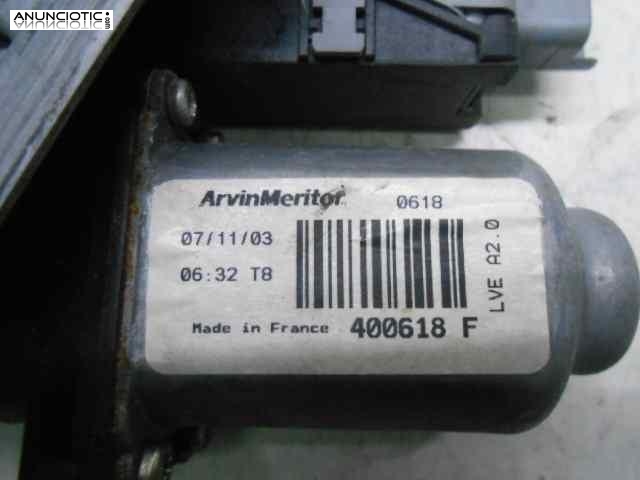 ANUNCIOTIC
ArvinMeritor 0618
07/11/03
06:32 T8
LVE A2.0
Made in France 400618 F